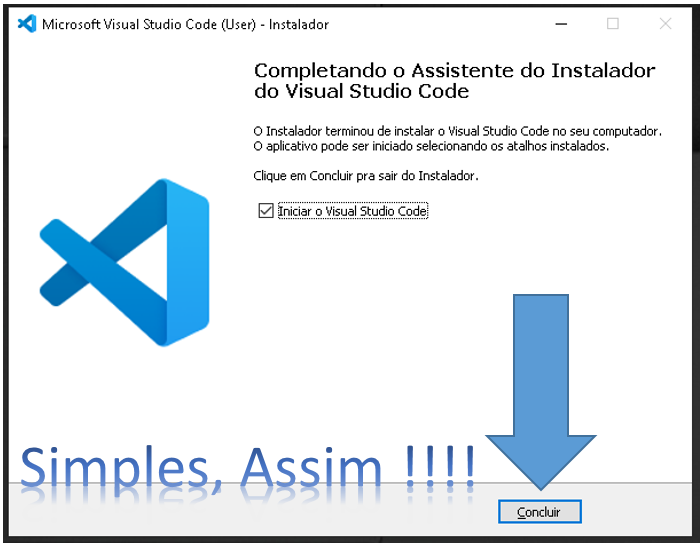 Microsoft Visual Studio Code (User) - Instalador
Completando o Assistente do Instalador
do Visual Studio Code
O Instalador terminou de instalar o Visual Studio Code no seu computador.
O aplicativo pode ser iniciado selecionando os atalhos instalados.
Clique em Concluir pra sair do Instalador.
Iniciar o Visual Studio Code
Simples, Assim !!!!
Concluir